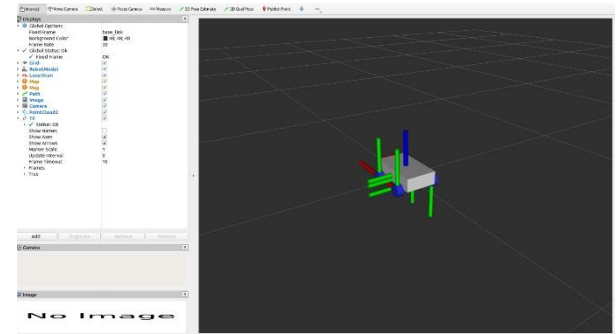 Interact Move Camera Select Focus Camera Measure 2D Pose Estimate 2D Goal Pose Publish Point
Displays
Global Options
Fixed Frame base_link
Background Color 48; 48; 48
Frame Rate 30
Global Status: Ok
Fixed Frame OK
Grid
RobotModel
LaserScan
Map
Map
Path
Image
Camera
PointCloud2
TF
Status: Ok
Show Names
Show Axes
Show Arrows
Marker Scale 1
Update Interval 0
Frame Timeout 15
Frames
Tree
Add Duplicate Remove Rename
Camera
Image
No Image